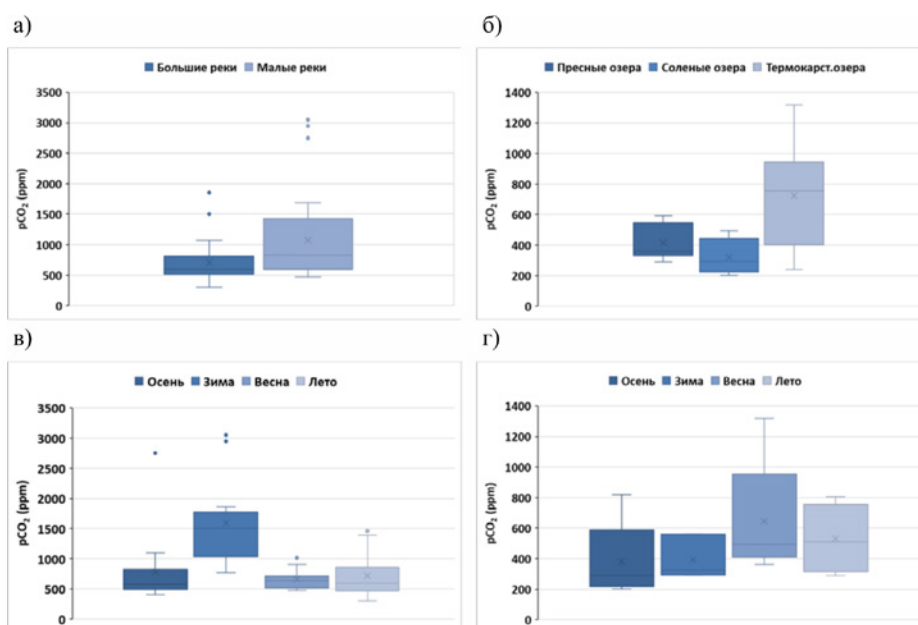 а)
Большие реки Малые реки
3500
3000
2500
2000
1500
1000
500
0
pCO₂ (ppm)
б)
Пресные озера Соленые озера Термокарст.озера
1400
1200
1000
800
600
400
200
0
pCO₂ (ppm)
в)
Осень Зима Весна Лето
3500
3000
2500
2000
1500
1000
500
0
pCO₂ (ppm)
г)
Осень Зима Весна Лето
1400
1200
1000
800
600
400
200
0
pCO₂ (ppm)